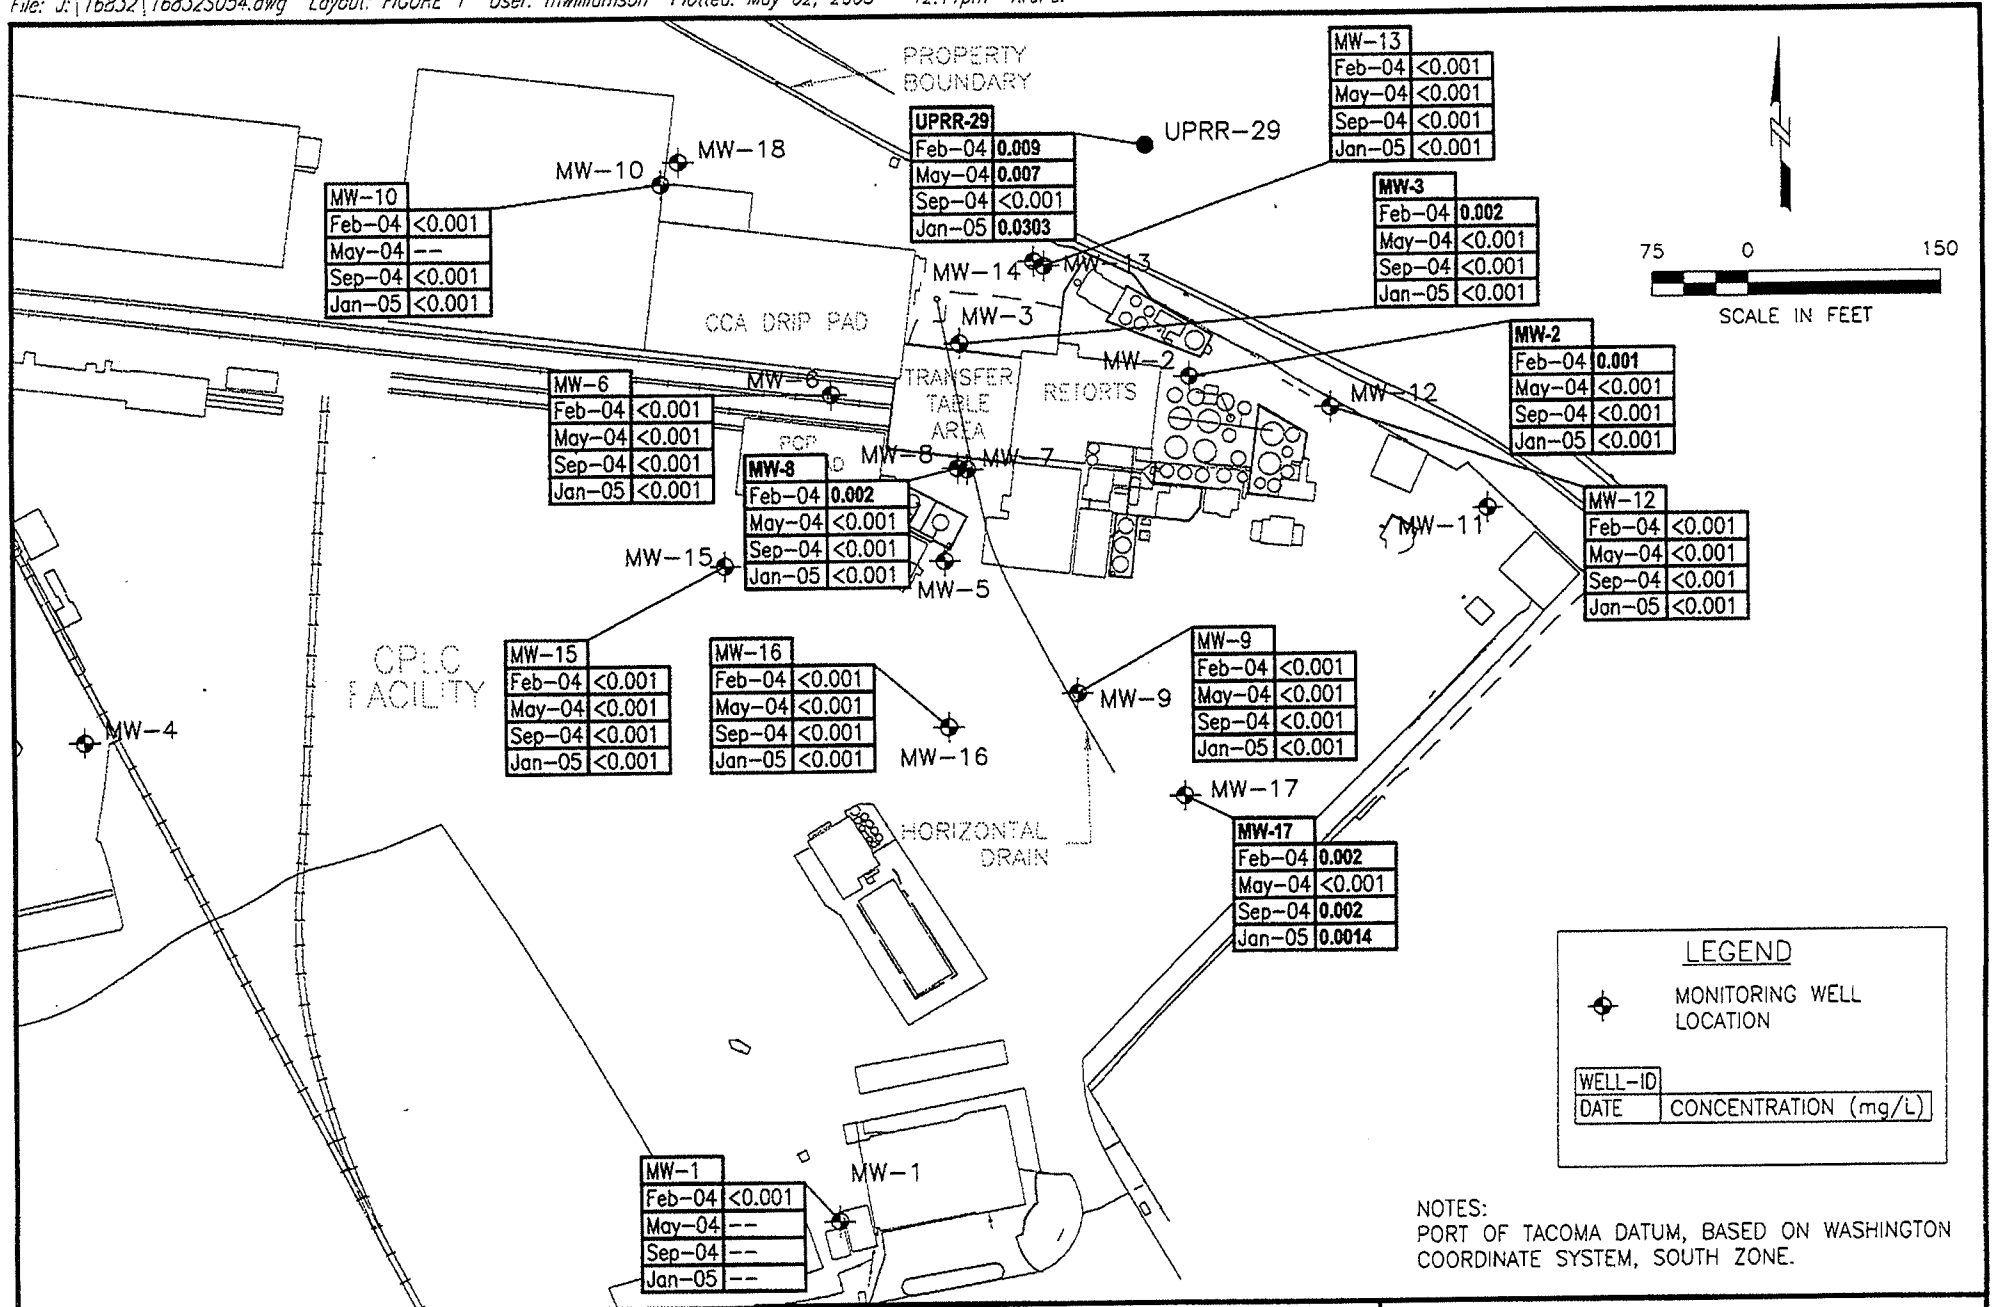 File: J:\16832\16832S054.dwg Layout: FIGURE 1 User: mwilliamson Plotted: May 02, 2005
PROPERTY
BOUNDARY
MW-13
Feb-04 <0.001
May-04 <0.001
Sep-04 <0.001
Jan-05 <0.001
UPRR-29
Feb-04 0.009
May-04 0.007
Sep-04 <0.001
Jan-05 0.0303
UPRR-29
MW-18
MW-10
MW-10
Feb-04 <0.001
May-04 --
Sep-04 <0.001
Jan-05 <0.001
MW-3
Feb-04 0.002
May-04 <0.001
Sep-04 <0.001
Jan-05 <0.001
N
75 0 150
SCALE IN FEET
MW-14
MW-13
CCA DRIP PAD
MW-3
MW-2
MW-2
Feb-04 0.001
May-04 <0.001
Sep-04 <0.001
Jan-05 <0.001
MW-6
Feb-04 <0.001
May-04 <0.001
Sep-04 <0.001
Jan-05 <0.001
MW-6
TRANSFER
TABLE
AREA
RETORTS
MW-12
PCP
MW-8
MW-7
MW-8
Feb-04 0.002
May-04 <0.001
Sep-04 <0.001
Jan-05 <0.001
MW-12
Feb-04 <0.001
May-04 <0.001
Sep-04 <0.001
Jan-05 <0.001
MW-11
MW-15
MW-5
CPLC
FACILITY
MW-15
Feb-04 <0.001
May-04 <0.001
Sep-04 <0.001
Jan-05 <0.001
MW-16
Feb-04 <0.001
May-04 <0.001
Sep-04 <0.001
Jan-05 <0.001
MW-9
Feb-04 <0.001
May-04 <0.001
Sep-04 <0.001
Jan-05 <0.001
MW-9
MW-4
MW-16
MW-17
HORIZONTAL
DRAIN
MW-17
Feb-04 0.002
May-04 <0.001
Sep-04 0.002
Jan-05 0.0014
LEGEND
MONITORING WELL
LOCATION
WELL-ID
DATE CONCENTRATION (mg/L)
MW-1
Feb-04 <0.001
May-04 --
Sep-04 --
Jan-05 --
MW-1
NOTES:
PORT OF TACOMA DATUM, BASED ON WASHINGTON
COORDINATE SYSTEM, SOUTH ZONE.